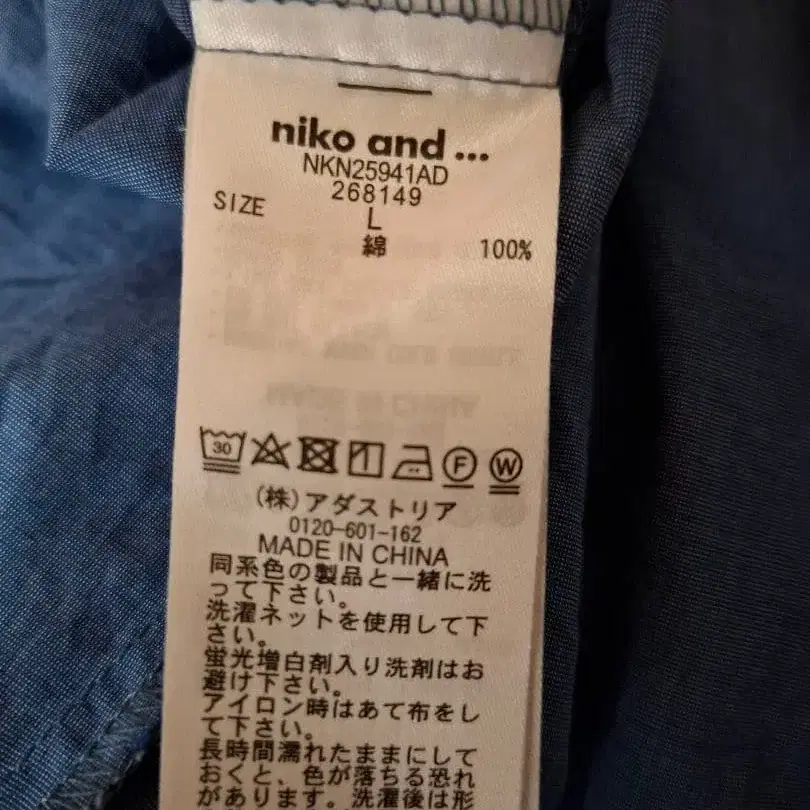 niko and ...
NKN25941AD
268149
SIZE L
綿 100%
30
F W
(株)アダストリア
0120-601-162
MADE IN CHINA
同系色の製品と一緒に洗
って下さい。
洗濯ネットを使用して下
さい。
蛍光増白剤入り洗剤はお
避け下さい。
アイロン時はあて布をし
て下さい。
長時間濡れたままにして
おくと、色が落ちる恐れ
があります。洗濯後は形